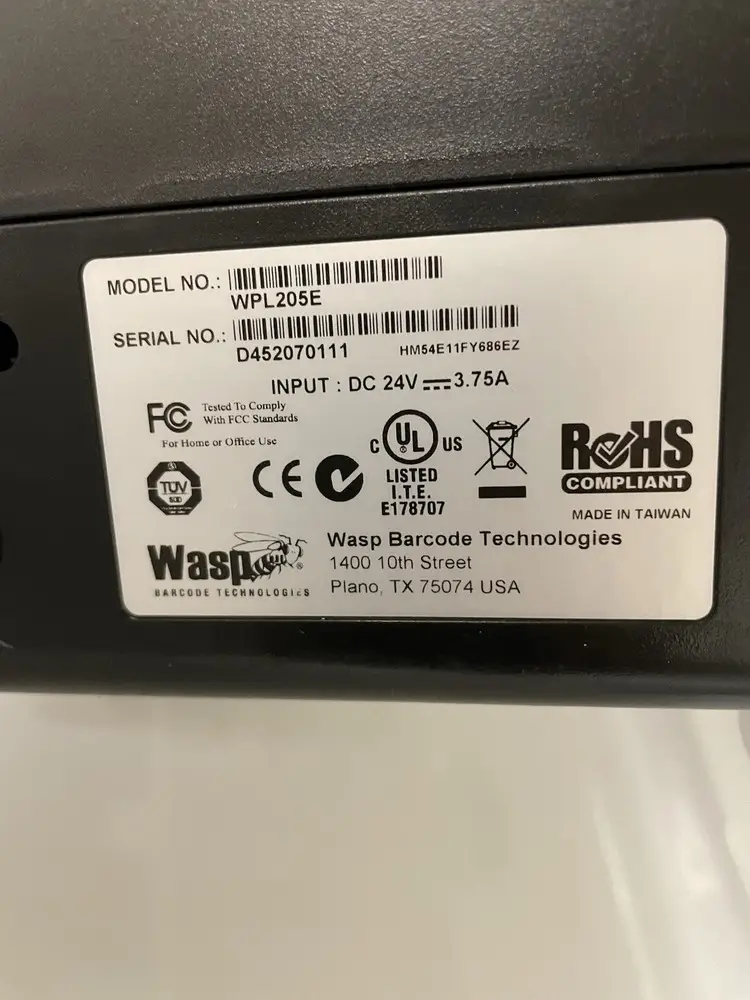 MODEL NO.:
WPL205E
SERIAL NO.:
D452070111 HM54E11FY686EZ
INPUT : DC 24V 3.75A
FC Tested To Comply
With FCC Standards
For Home or Office Use
TÜV
CE
C UL US
LISTED
I.T.E.
E178707
RoHS
COMPLIANT
MADE IN TAIWAN
Wasp®
BARCODE TECHNOLOGIES
Wasp Barcode Technologies
1400 10th Street
Plano, TX 75074 USA